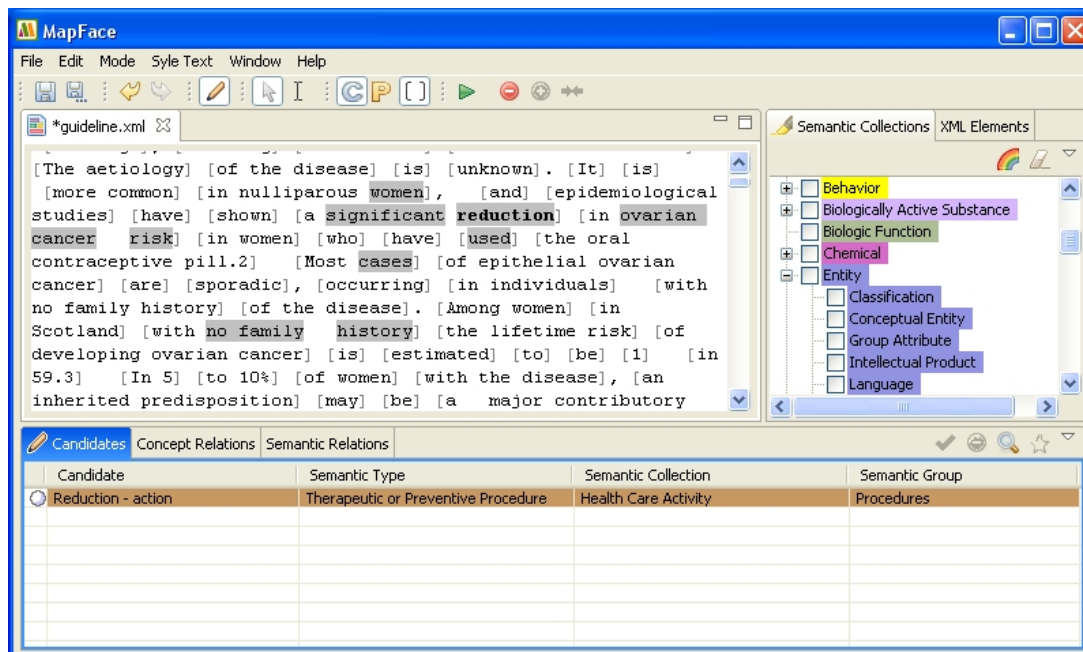 MapFace
File Edit Mode Syle Text Window Help
*guideline.xml
[The aetiology] [of the disease] [is] [unknown]. [It] [is]
[more common] [in nulliparous women], [and] [epidemiological
studies] [have] [shown] [a significant reduction] [in ovarian
cancer risk] [in women] [who] [have] [used] [the oral
contraceptive pill.2] [Most cases] [of epithelial ovarian
cancer] [are] [sporadic], [occurring] [in individuals] [with
no family history] [of the disease]. [Among women] [in
Scotland] [with no family history] [the lifetime risk] [of
developing ovarian cancer] [is] [estimated] [to] [be] [1] [in
59.3] [In 5] [to 10%] [of women] [with the disease], [an
inherited predisposition] [may] [be] [a major contributory
Semantic Collections XML Elements
Behavior
Biologically Active Substance
Biologic Function
Chemical
Entity
Classification
Conceptual Entity
Group Attribute
Intellectual Product
Language
Candidates Concept Relations Semantic Relations
Candidate Semantic Type Semantic Collection Semantic Group
Reduction - action Therapeutic or Preventive Procedure Health Care Activity Procedures